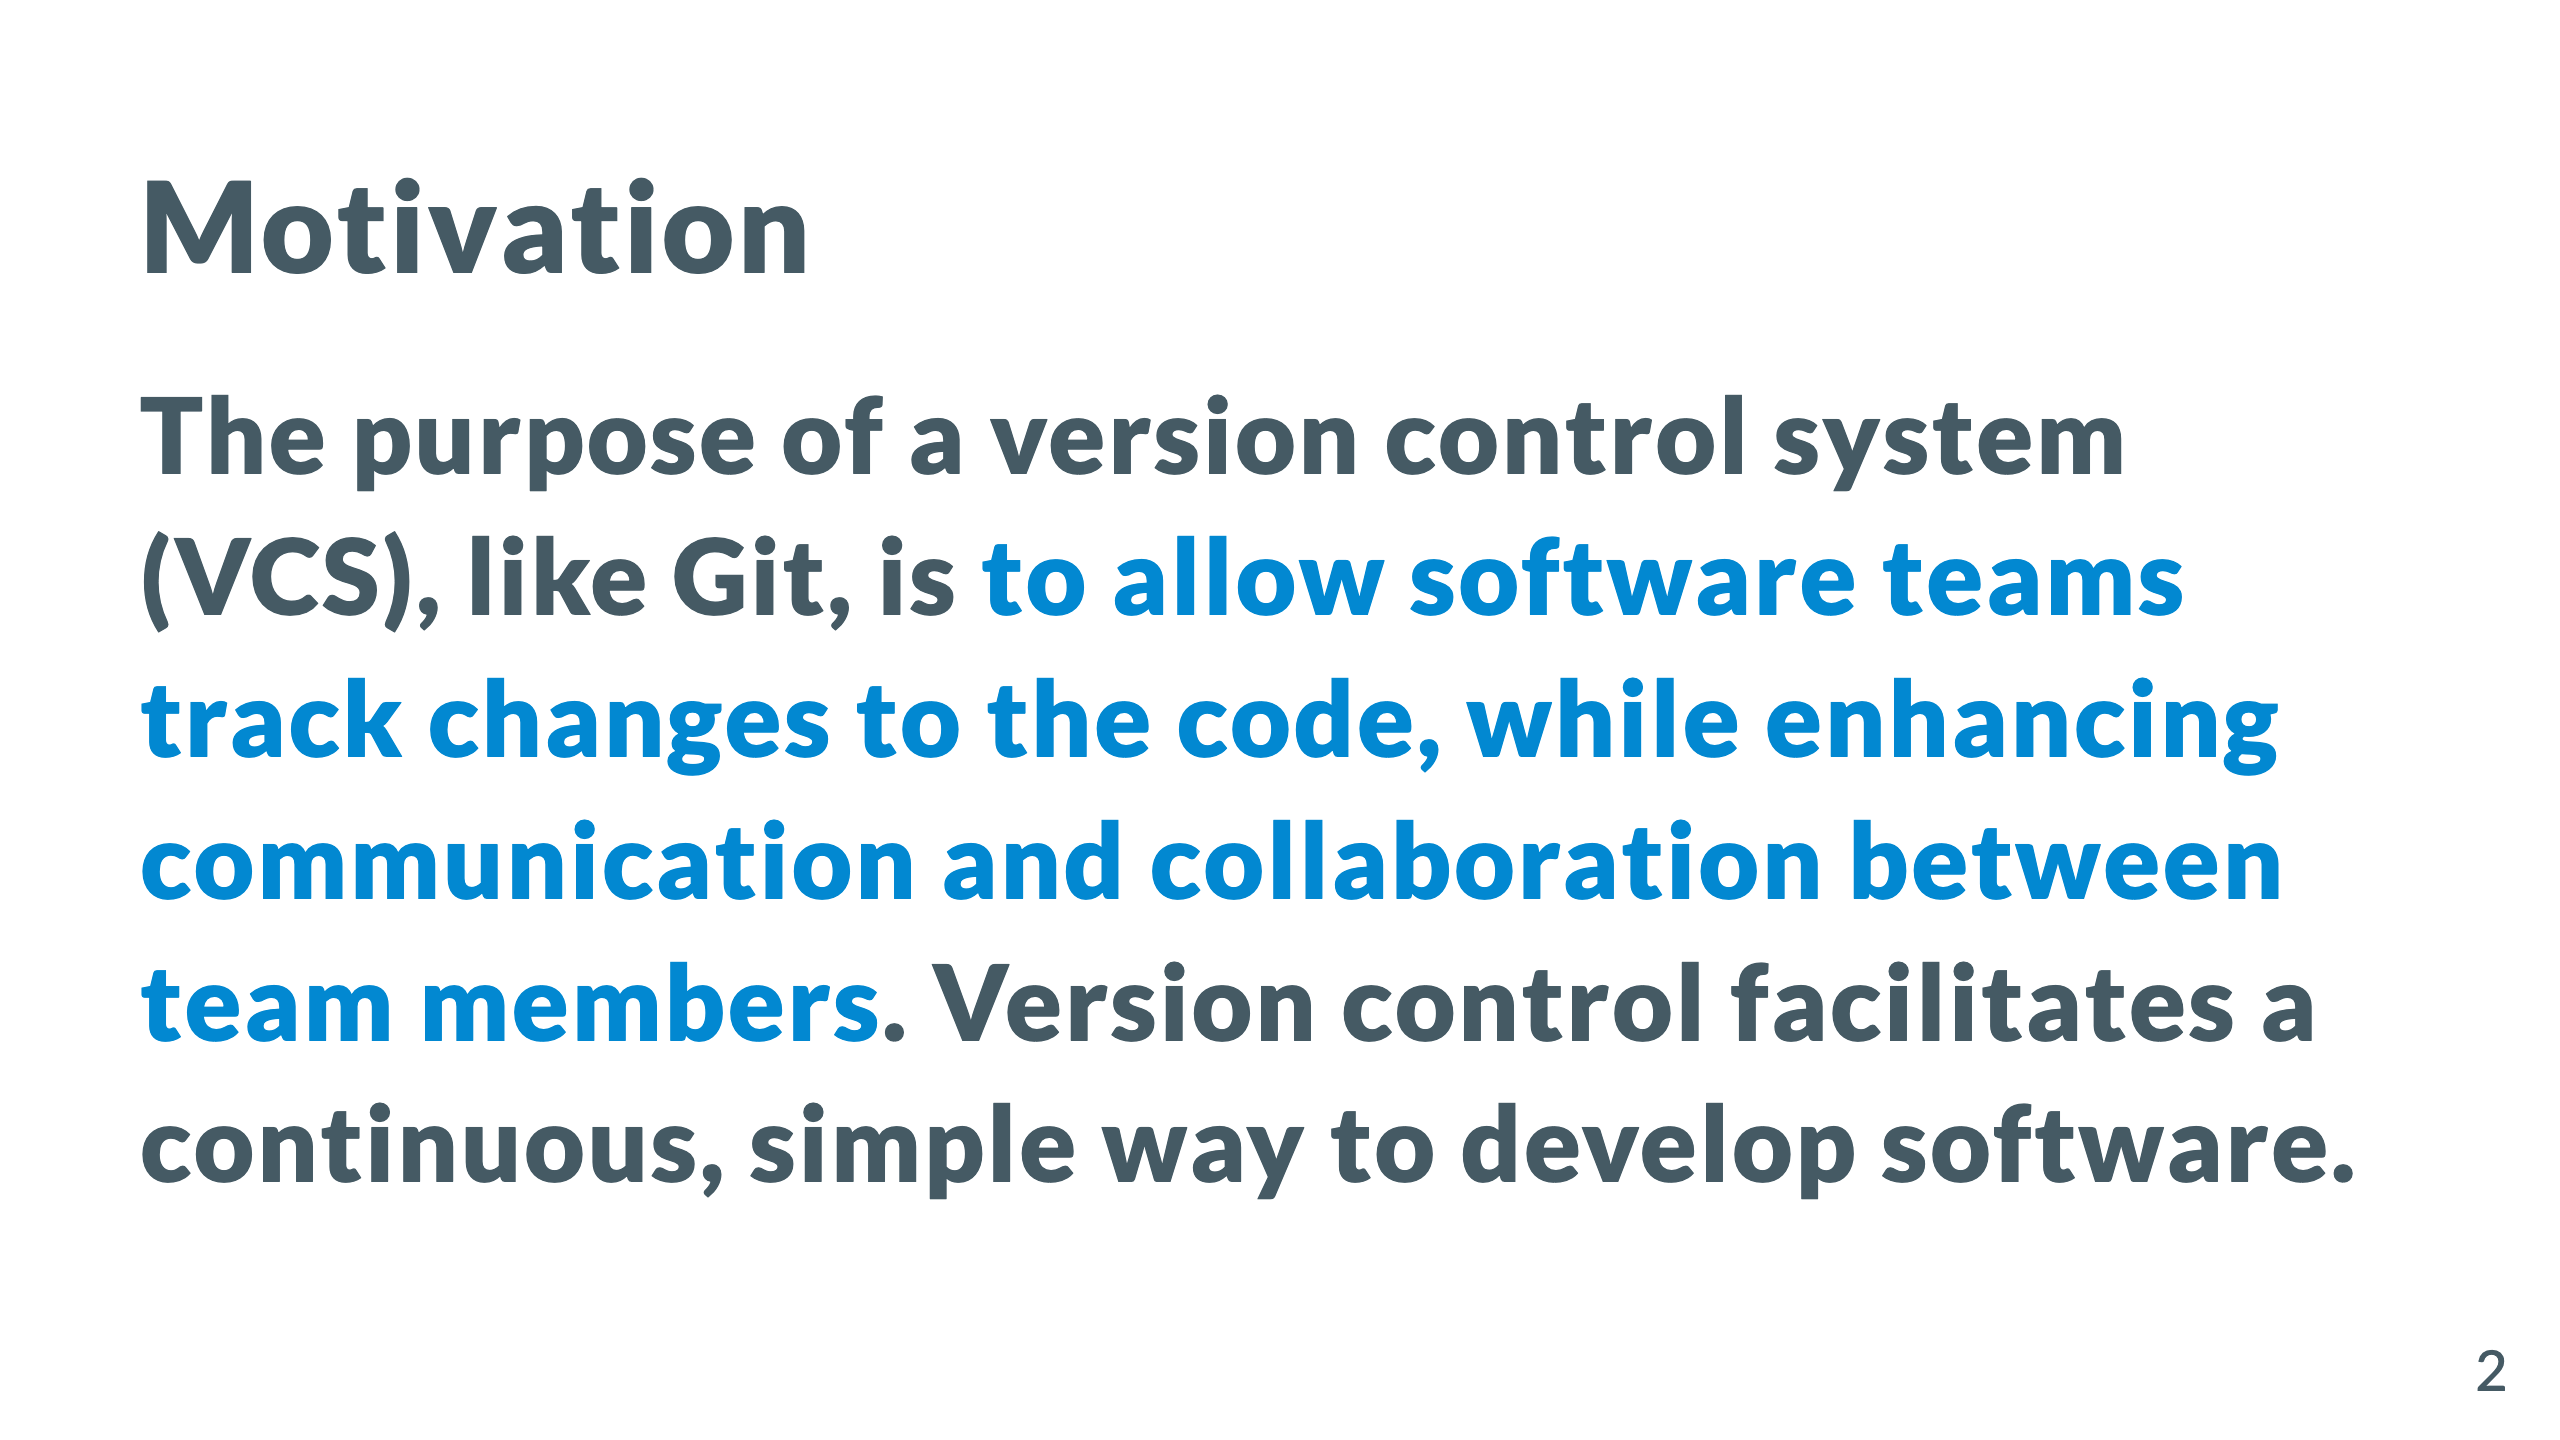 Motivation
The purpose of a version control system
(VCS), like Git, is to allow software teams
track changes to the code, while enhancing
communication and collaboration between
team members. Version control facilitates a
continuous, simple way to develop software.
2